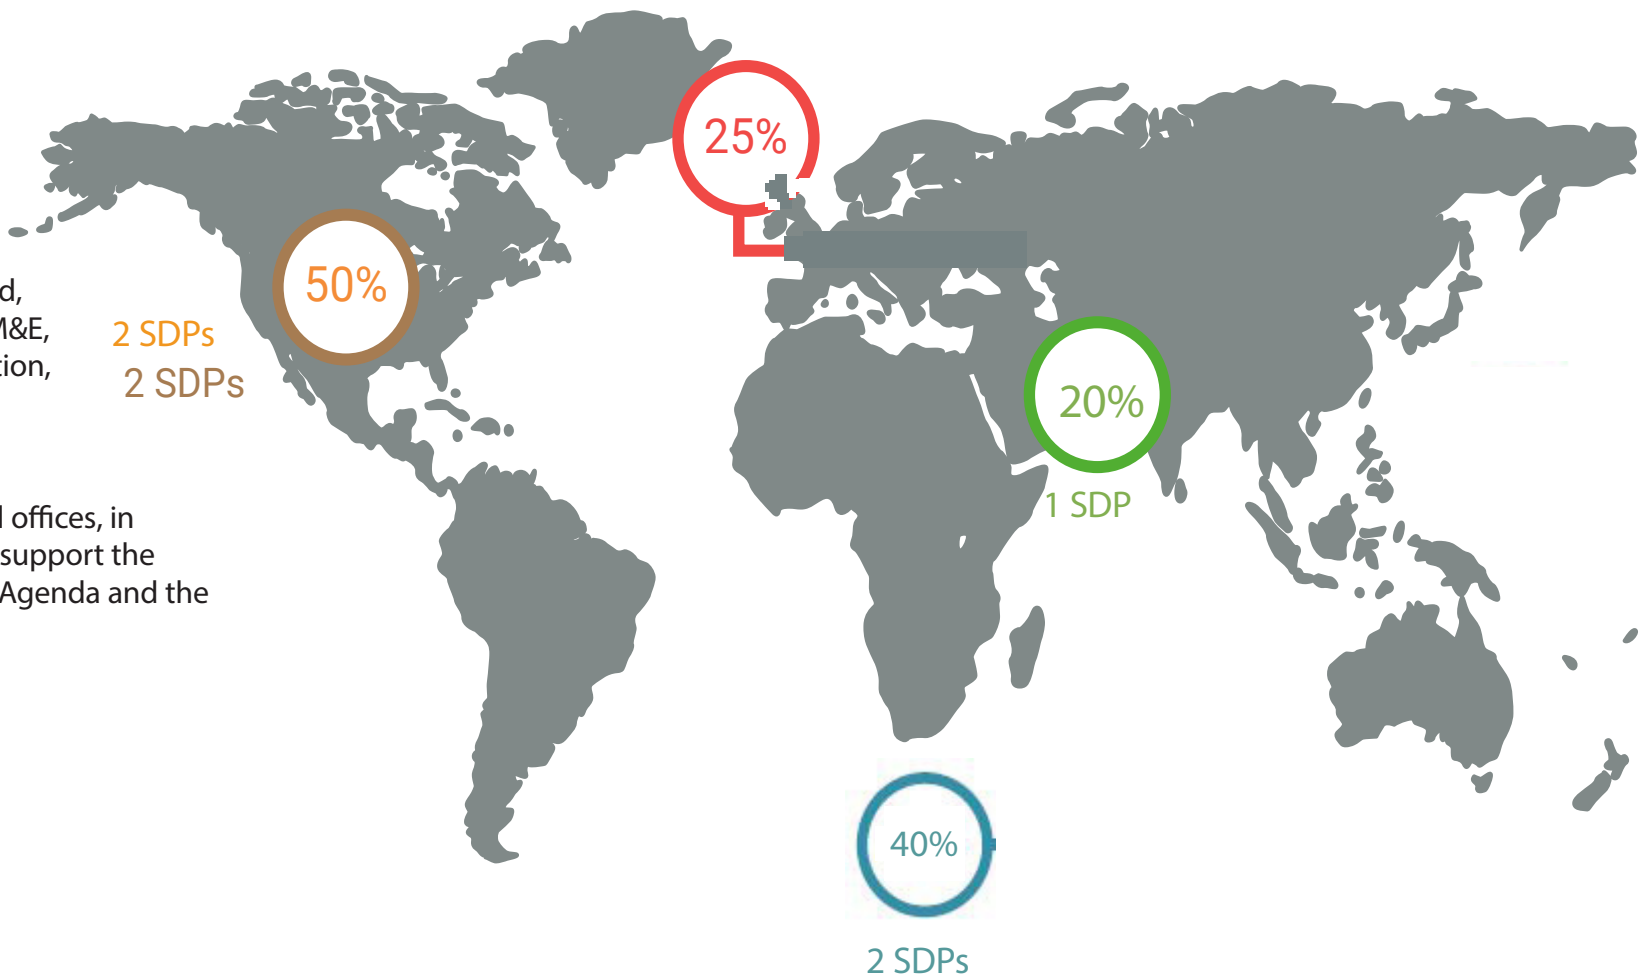 25%
50%
d,
M&E,
2 SDPs
tion,
2 SDPs
20%
1 SDP
l offices, in
support the
Agenda and the
40%
2 SDPs